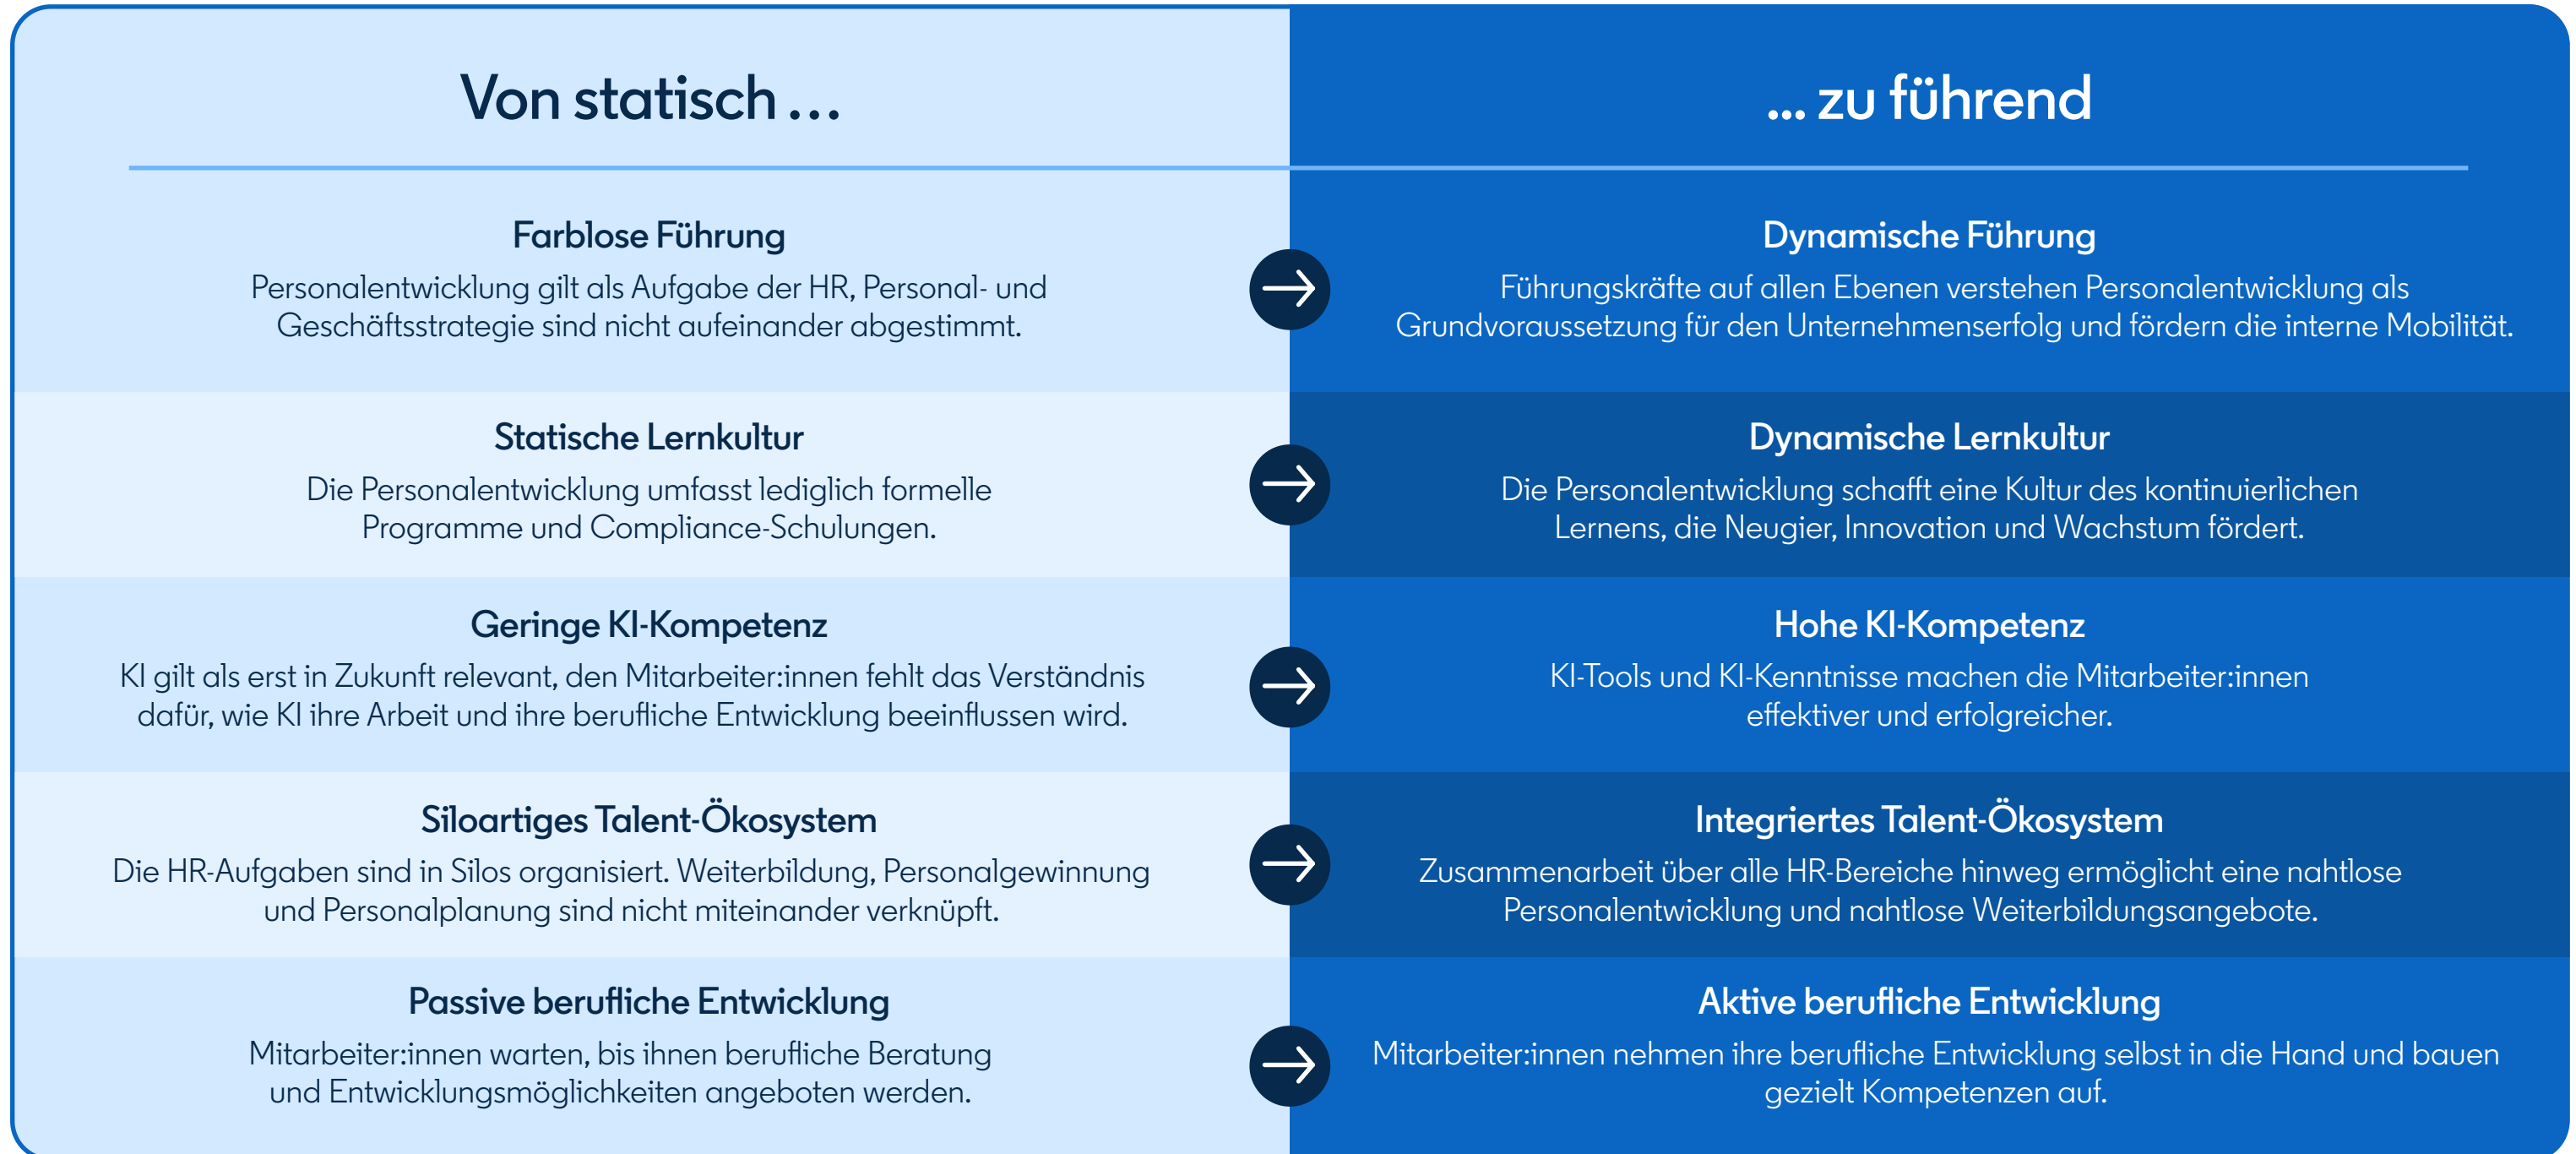 Von statisch …
... zu führend
Farblose Führung
Personalentwicklung gilt als Aufgabe der HR, Personal- und
Geschäftsstrategie sind nicht aufeinander abgestimmt.
Dynamische Führung
Führungskräfte auf allen Ebenen verstehen Personalentwicklung als
Grundvoraussetzung für den Unternehmenserfolg und fördern die interne Mobilität.
Statische Lernkultur
Die Personalentwicklung umfasst lediglich formelle
Programme und Compliance-Schulungen.
Dynamische Lernkultur
Die Personalentwicklung schafft eine Kultur des kontinuierlichen
Lernens, die Neugier, Innovation und Wachstum fördert.
Geringe KI-Kompetenz
KI gilt als erst in Zukunft relevant, den Mitarbeiter:innen fehlt das Verständnis
dafür, wie KI ihre Arbeit und ihre berufliche Entwicklung beeinflussen wird.
Hohe KI-Kompetenz
KI-Tools und KI-Kenntnisse machen die Mitarbeiter:innen
effektiver und erfolgreicher.
Siloartiges Talent-Ökosystem
Die HR-Aufgaben sind in Silos organisiert. Weiterbildung, Personalgewinnung
und Personalplanung sind nicht miteinander verknüpft.
Integriertes Talent-Ökosystem
Zusammenarbeit über alle HR-Bereiche hinweg ermöglicht eine nahtlose
Personalentwicklung und nahtlose Weiterbildungsangebote.
Passive berufliche Entwicklung
Mitarbeiter:innen warten, bis ihnen berufliche Beratung
und Entwicklungsmöglichkeiten angeboten werden.
Aktive berufliche Entwicklung
Mitarbeiter:innen nehmen ihre berufliche Entwicklung selbst in die Hand und bauen
gezielt Kompetenzen auf.